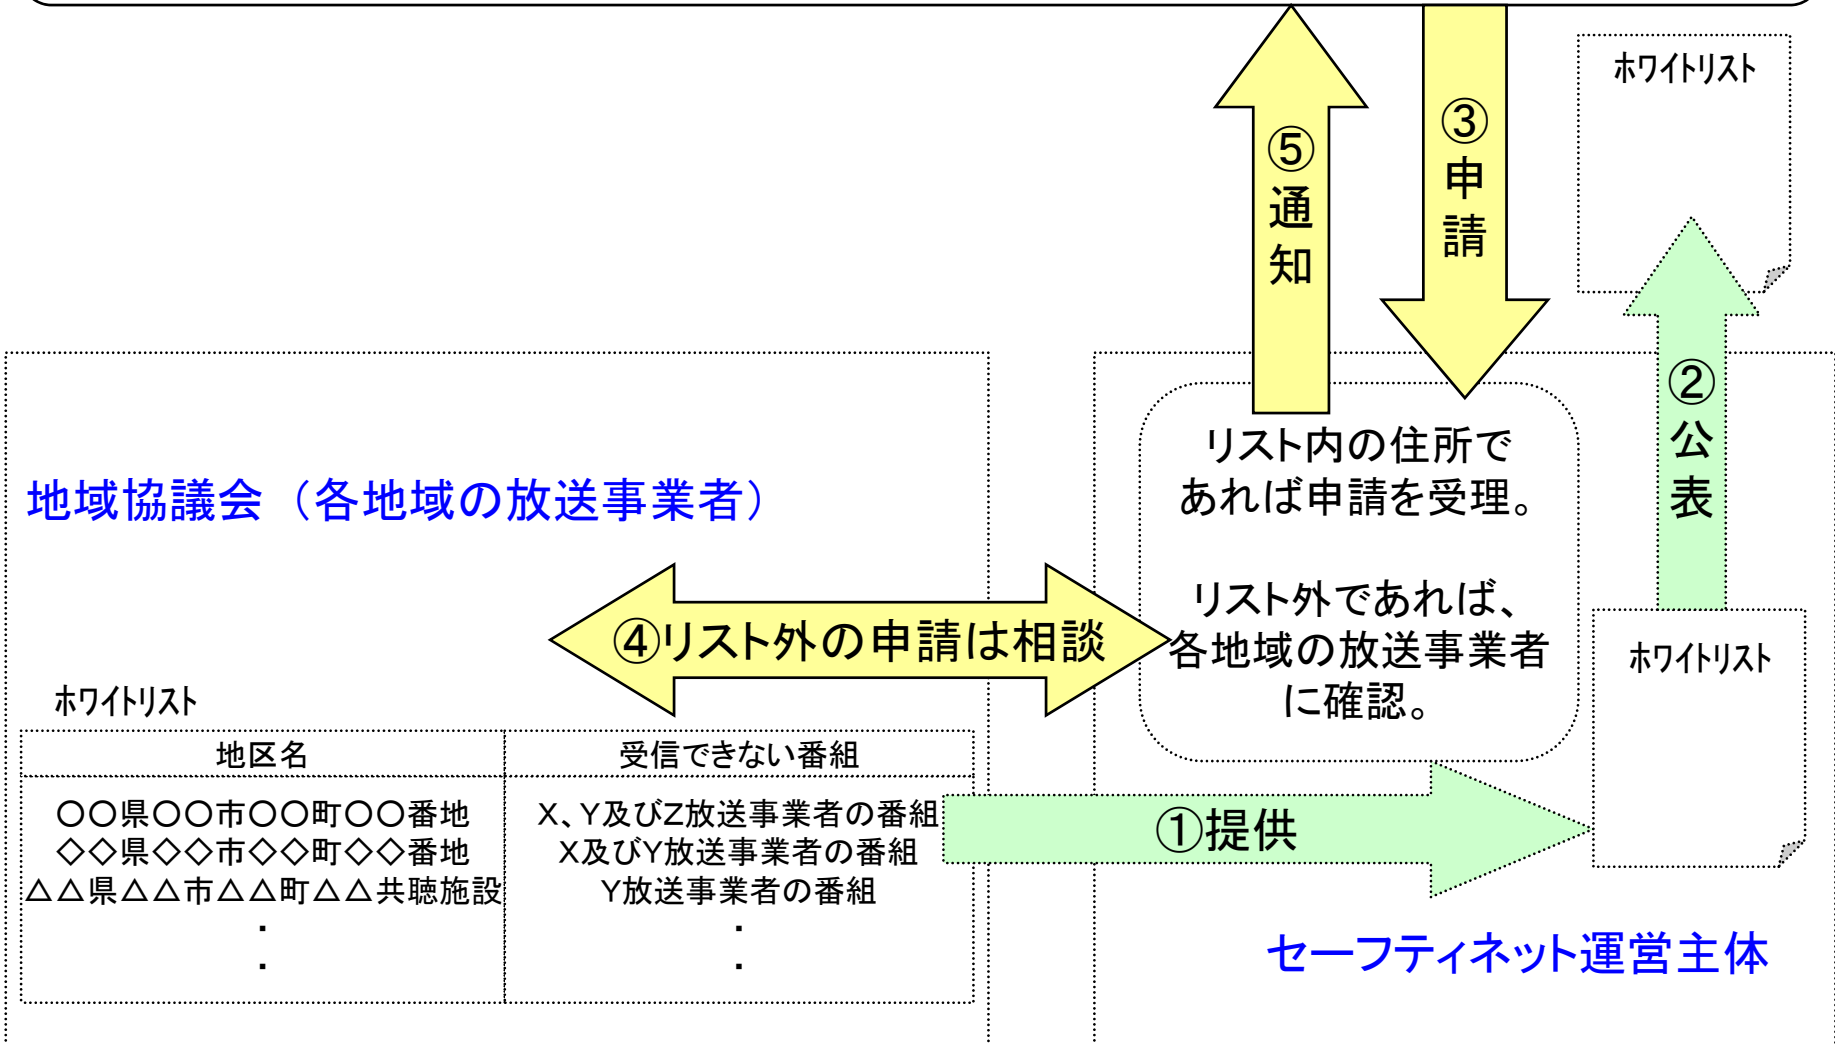 ホワイトリスト
⑤通知
③申請
②公表
リスト内の住所で
あれば申請を受理。
リスト外であれば、
各地域の放送事業者
に確認。
地域協議会（各地域の放送事業者）
④リスト外の申請は相談
ホワイトリスト
ホワイトリスト
地区名 受信できない番組
〇〇県〇〇市〇〇町〇〇番地 X、Y及びZ放送事業者の番組
◇◇県◇◇市◇◇町◇◇番地 X及びY放送事業者の番組
△△県△△市△△町△△共聴施設 Y放送事業者の番組
・ ・
・ ・
①提供
セーフティネット運営主体